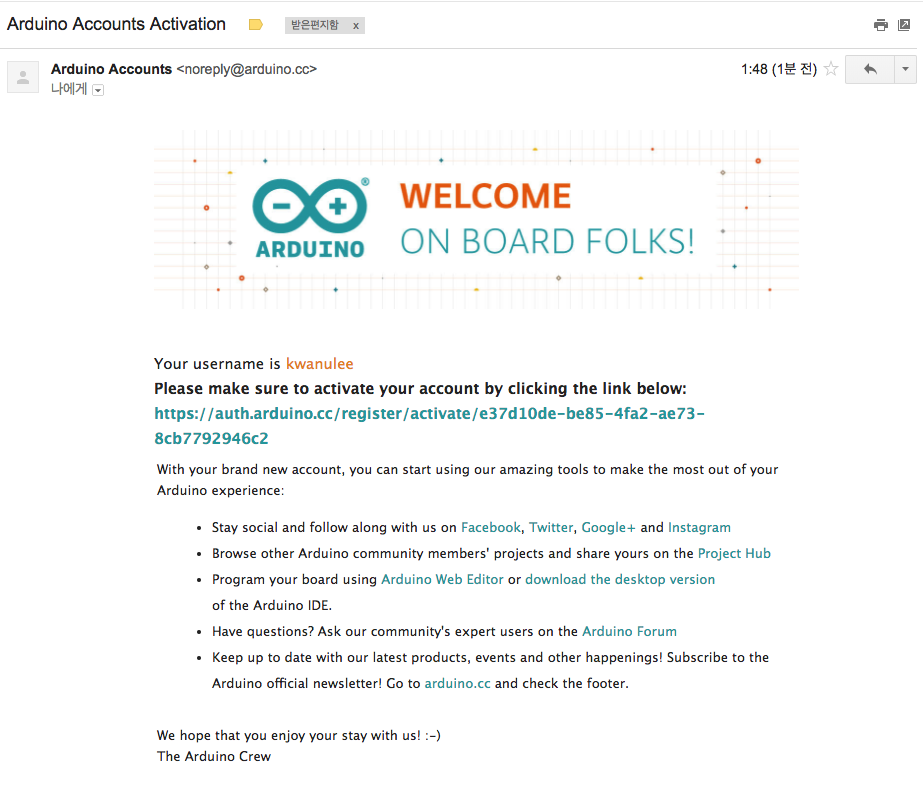 Arduino Accounts Activation 받은편지함 x
Arduino Accounts <noreply@arduino.cc> 1:48 (1분 전)
나에게
ARDUINO ®
WELCOME
ON BOARD FOLKS!
Your username is kwanulee
Please make sure to activate your account by clicking the link below:
https://auth.arduino.cc/register/activate/e37d10de-be85-4fa2-ae73-
8cb7792946c2
With your brand new account, you can start using our amazing tools to make the most out of your
Arduino experience:
• Stay social and follow along with us on Facebook, Twitter, Google+ and Instagram
• Browse other Arduino community members' projects and share yours on the Project Hub
• Program your board using Arduino Web Editor or download the desktop version
of the Arduino IDE.
• Have questions? Ask our community's expert users on the Arduino Forum
• Keep up to date with our latest products, events and other happenings! Subscribe to the
Arduino official newsletter! Go to arduino.cc and check the footer.
We hope that you enjoy your stay with us! :-)
The Arduino Crew